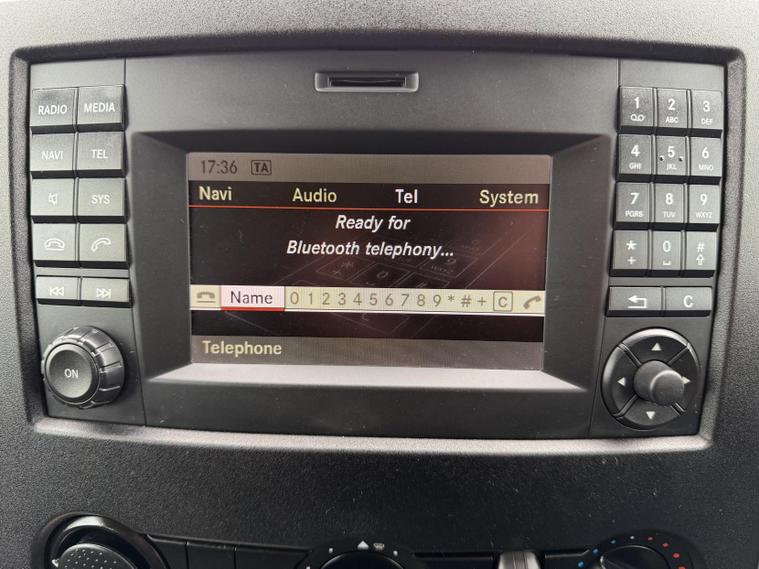 RADIO MEDIA
NAVI TEL
SYS
ON
17:36 TA
Navi Audio Tel System
Ready for
Bluetooth telephony...
Name 0 1 2 3 4 5 6 7 8 9 * # + C
Telephone
1 2 ABC 3 DEF
4 GHI 5 JKL 6 MNO
7 PQRS 8 TUV 9 WXYZ
* + 0 #
C